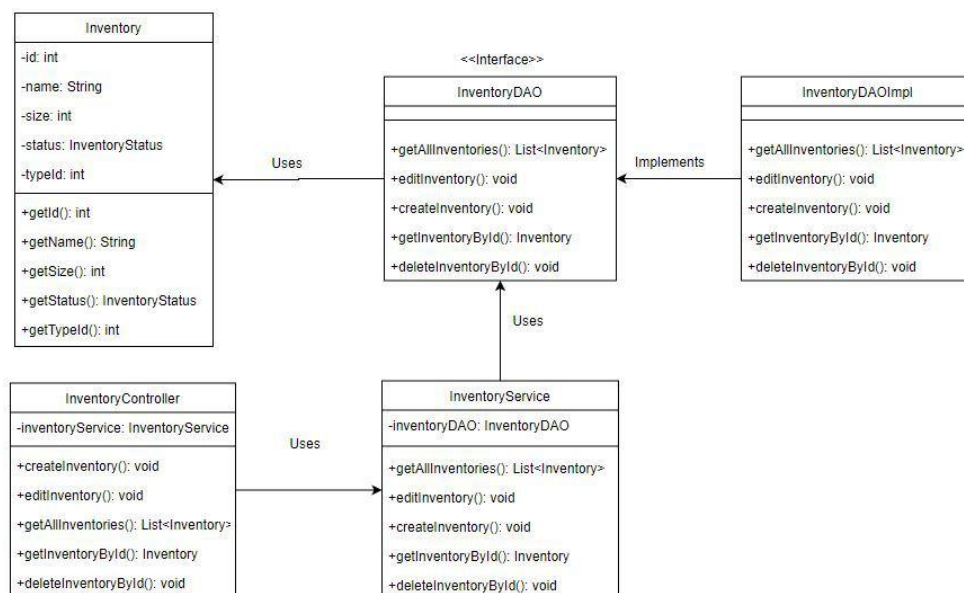 Inventory
-id: int
-name: String
-size: int
-status: InventoryStatus
-typeId: int
+getId(): int
+getName(): String
+getSize(): int
+getStatus(): InventoryStatus
+getTypeId(): int
Uses
<<Interface>>
InventoryDAO
+getAllInventories(): List<Inventory>
+editInventory(): void
+createInventory(): void
+getInventoryById(): Inventory
+deleteInventoryById(): void
Implements
InventoryDAOImpl
+getAllInventories(): List<Inventory>
+editInventory(): void
+createInventory(): void
+getInventoryById(): Inventory
+deleteInventoryById(): void
Uses
InventoryController
-inventoryService: InventoryService
+createInventory(): void
+editInventory(): void
+getAllInventories(): List<Inventory>
+getInventoryById(): Inventory
+deleteInventoryById(): void
Uses
InventoryService
-inventoryDAO: InventoryDAO
+getAllInventories(): List<Inventory>
+editInventory(): void
+createInventory(): void
+getInventoryById(): Inventory
+deleteInventoryById(): void